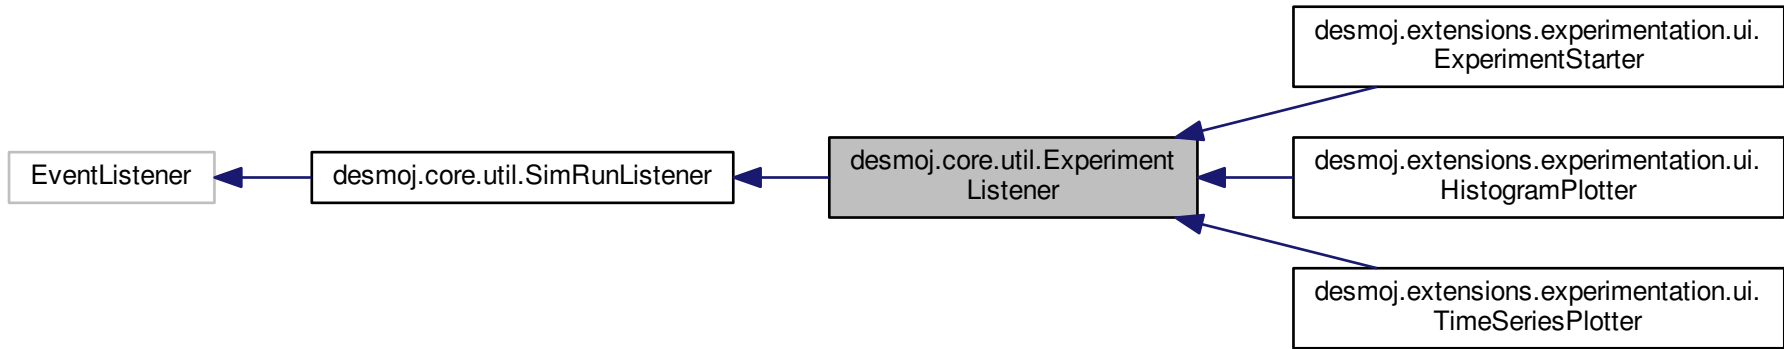 EventListener
desmoj.core.util.SimRunListener
desmoj.core.util.Experiment
Listener
desmoj.extensions.experimentation.ui.
ExperimentStarter
desmoj.extensions.experimentation.ui.
HistogramPlotter
desmoj.extensions.experimentation.ui.
TimeSeriesPlotter